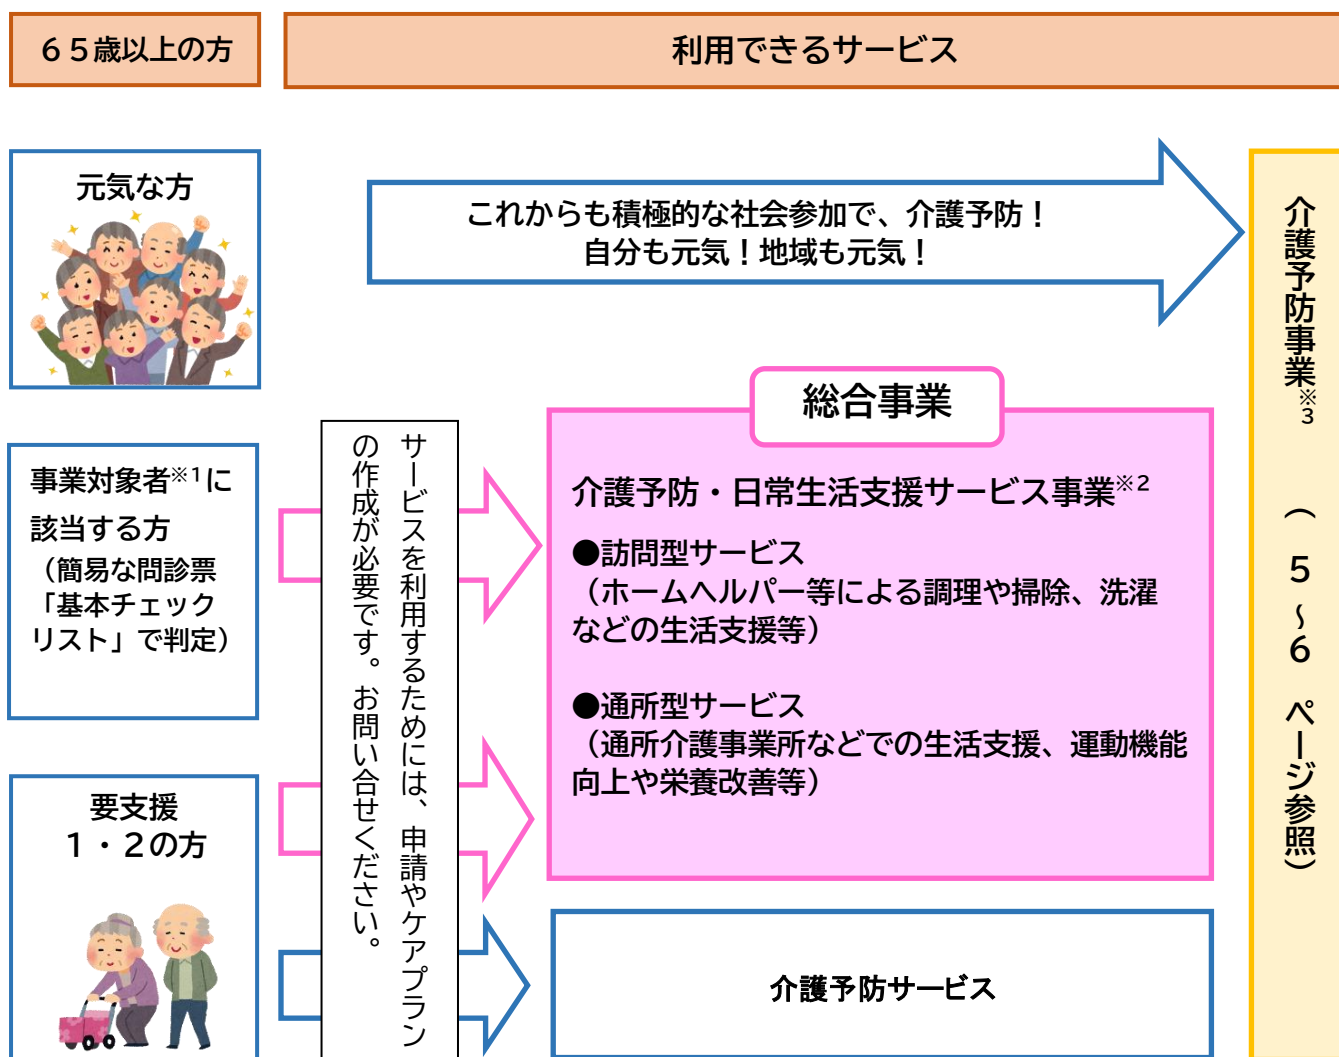 ６５歳以上の方
利用できるサービス
元気な方
これからも積極的な社会参加で、介護予防！
自分も元気！地域も元気！
介護予防事業※3（５～６ページ参照）
事業対象者※1に
該当する方
（簡易な問診票
「基本チェック
リスト」で判定）
サービスを利用するためには、申請やケアプラン
の作成が必要です。お問い合せください。
総合事業
介護予防・日常生活支援サービス事業※2
●訪問型サービス
（ホームヘルパー等による調理や掃除、洗濯
などの生活支援等）
●通所型サービス
（通所介護事業所などでの生活支援、運動機能
向上や栄養改善等）
要支援
１・２の方
介護予防サービス